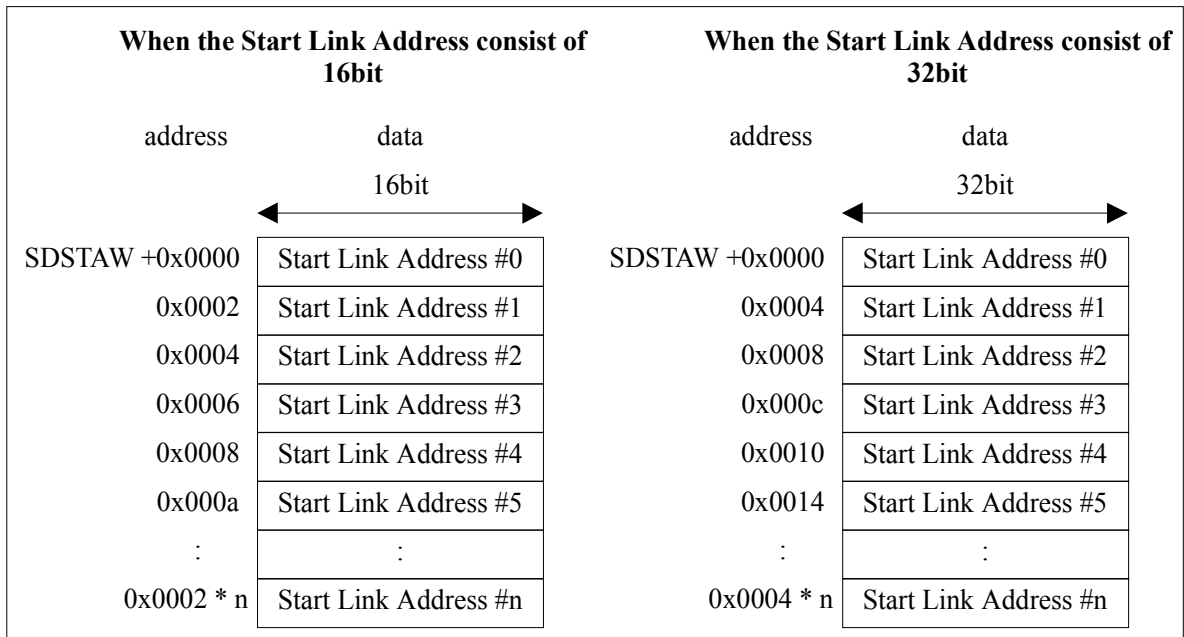 When the Start Link Address consist of
16bit
address data
16bit
SDSTAW +0x0000 Start Link Address #0
0x0002 Start Link Address #1
0x0004 Start Link Address #2
0x0006 Start Link Address #3
0x0008 Start Link Address #4
0x000a Start Link Address #5
: :
0x0002 * n Start Link Address #n
When the Start Link Address consist of
32bit
address data
32bit
SDSTAW +0x0000 Start Link Address #0
0x0004 Start Link Address #1
0x0008 Start Link Address #2
0x000c Start Link Address #3
0x0010 Start Link Address #4
0x0014 Start Link Address #5
: :
0x0004 * n Start Link Address #n